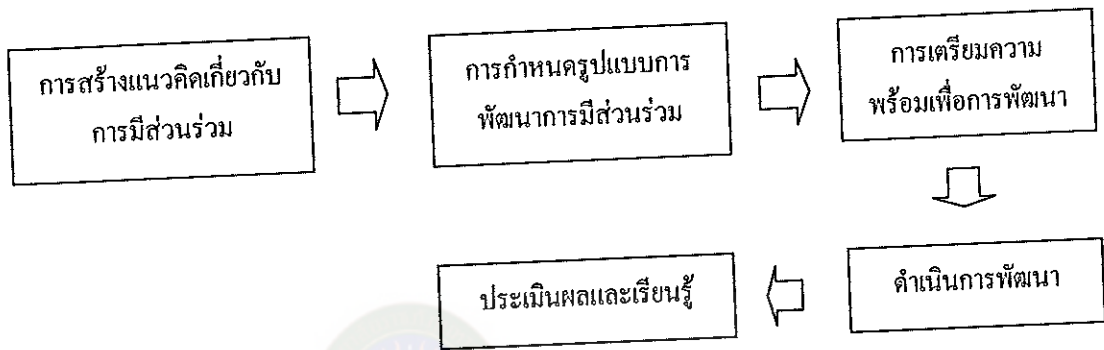 การสร้างแนวคิดเกี่ยวกับ
การมีส่วนร่วม
การกำหนดรูปแบบการ
พัฒนาการมีส่วนร่วม
การเตรียมความ
พร้อมเพื่อการพัฒนา
ดำเนินการพัฒนา
ประเมินผลและเรียนรู้